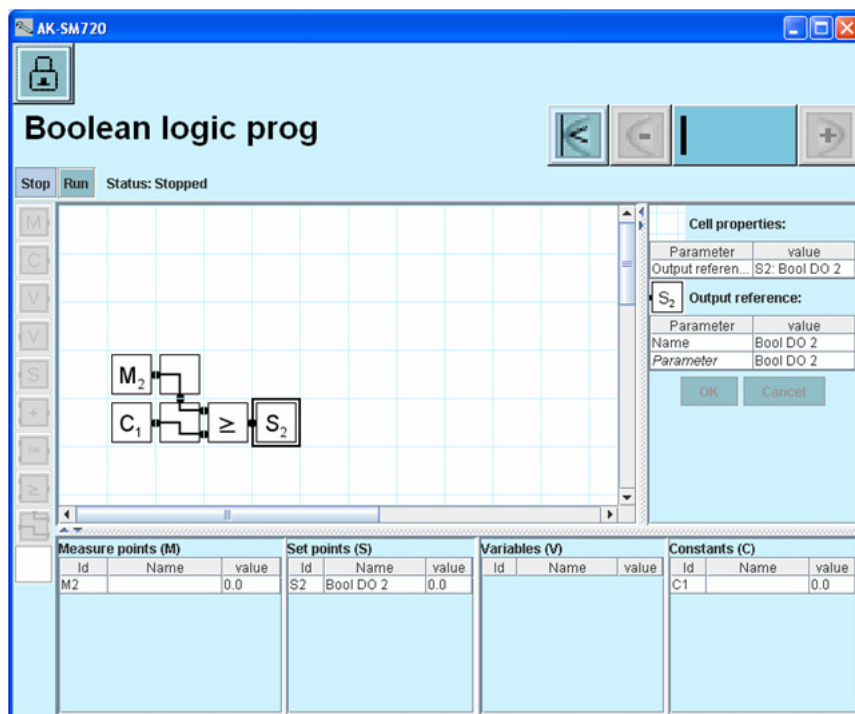 AK-SM720
Boolean logic prog
Stop Run Status: Stopped
M
C
V
V
S
+
OR
≥
M2
C1 ≥ S2
Cell properties:
Parameter value
Output referen... S2: Bool DO 2
S2 Output reference:
Parameter value
Name Bool DO 2
Parameter Bool DO 2
OK Cancel
Measure points (M)
Id Name value
M2 0.0
Set points (S)
Id Name value
S2 Bool DO 2 0.0
Variables (V)
Id Name value
Constants (C)
Id Name value
C1 0.0